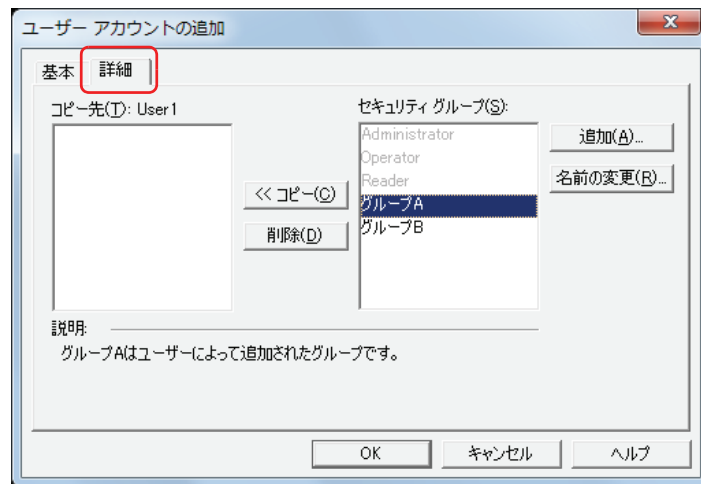 ユーザー アカウントの追加
基本
詳細
コピー先(T): User1
セキュリティ グループ(S):
Administrator
Operator
Reader
グループA
グループB
<< コピー(C)
削除(D)
追加(A)...
名前の変更(R)...
説明:
グループAはユーザーによって追加されたグループです。
OK
キャンセル
ヘルプ